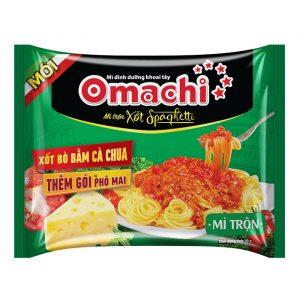 MỚI
Mì dinh dưỡng khoai tây
Omachi
Mì trộn Xốt Spaghetti
XỐT BÒ BẰM CÀ CHUA
THÊM GÓI PHÔ MAI
MÌ TRỘN